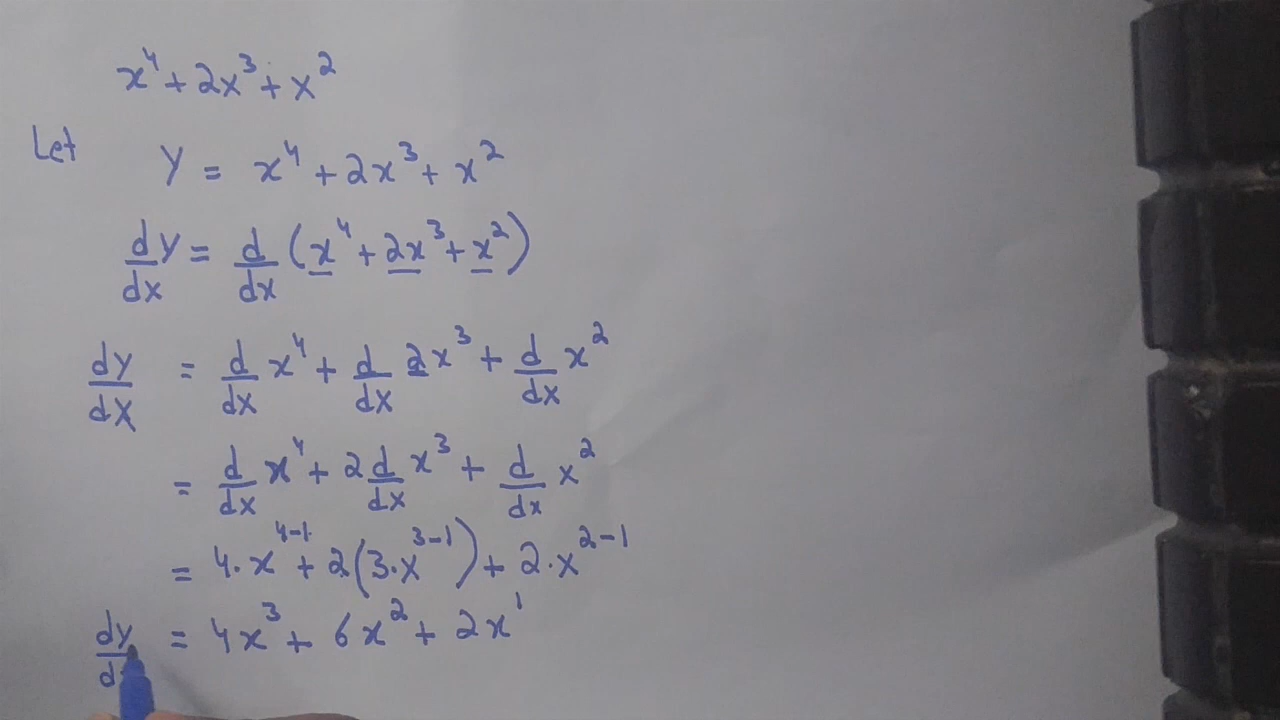 x⁴ + 2x³ + x²
Let y = x⁴ + 2x³ + x²
d/dx y = d/dx (x⁴ + 2x³ + x²)
dy/dx = d/dx x⁴ + d/dx 2x³ + d/dx x²
= d/dx x⁴ + 2 d/dx x³ + d/dx x²
= 4·x⁴⁻¹ + 2(3·x³⁻¹) + 2·x²⁻¹
dy/d = 4x³ + 6x² + 2x¹